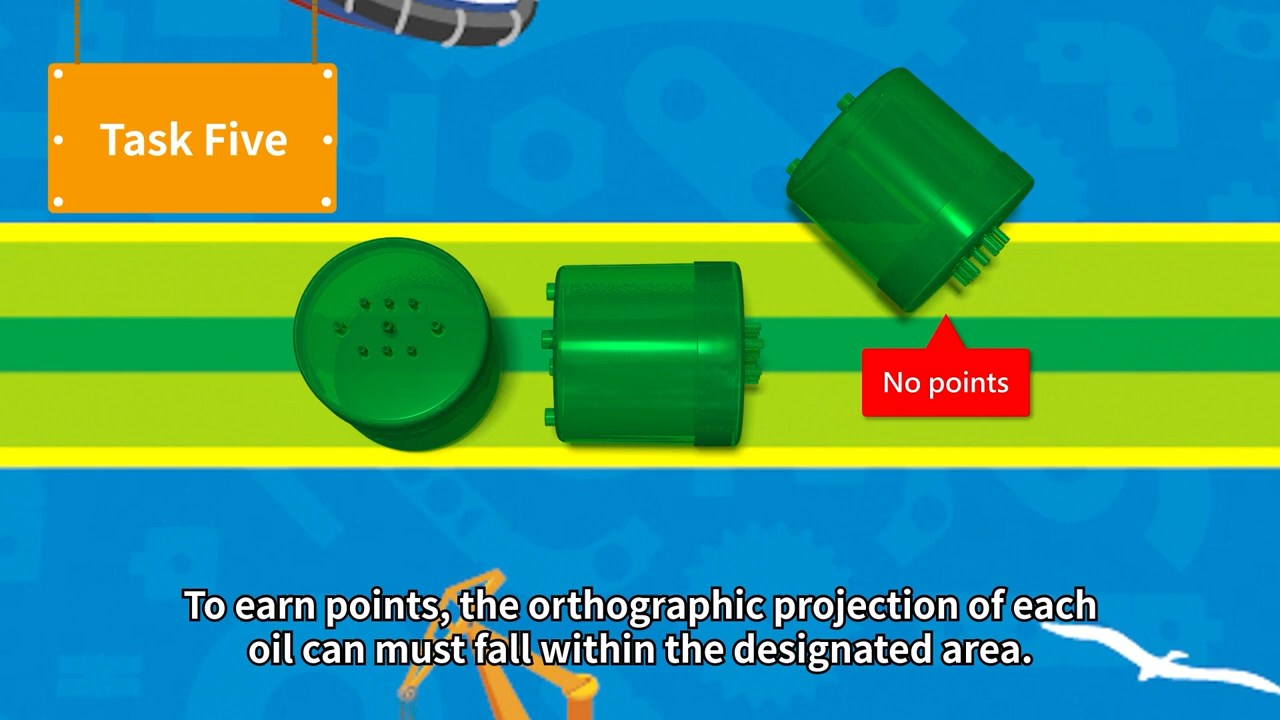 Task Five
No points
To earn points, the orthographic projection of each
oil can must fall within the designated area.